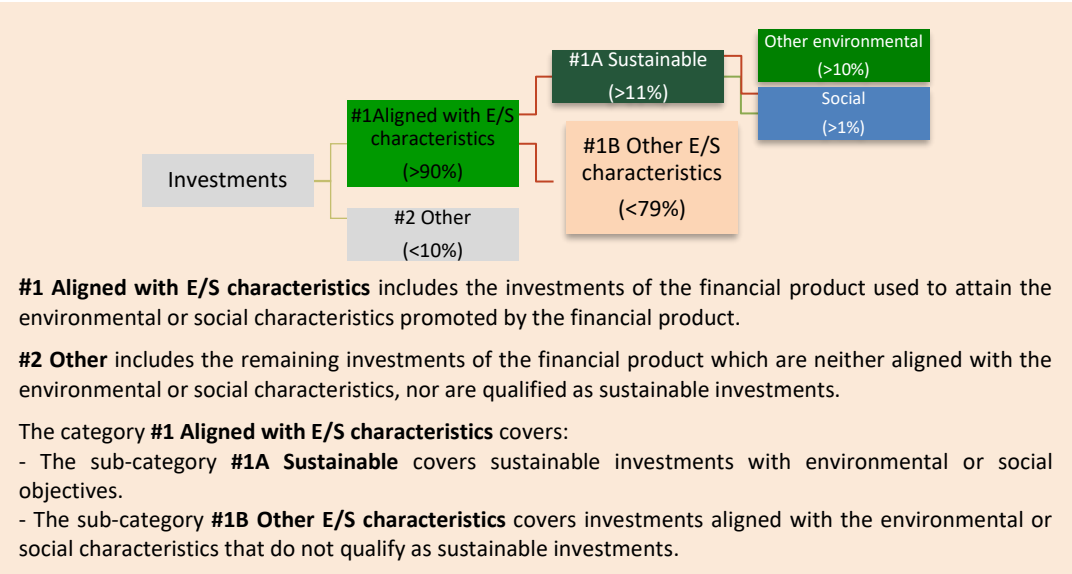 Investments
#1Aligned with E/S
characteristics
(>90%)
#2 Other
(<10%)
#1A Sustainable
(>11%)
#1B Other E/S
characteristics
(<79%)
Other environmental
(>10%)
Social
(>1%)
#1 Aligned with E/S characteristics includes the investments of the financial product used to attain the
environmental or social characteristics promoted by the financial product.
#2 Other includes the remaining investments of the financial product which are neither aligned with the
environmental or social characteristics, nor are qualified as sustainable investments.
The category #1 Aligned with E/S characteristics covers:
- The sub-category #1A Sustainable covers sustainable investments with environmental or social
objectives.
- The sub-category #1B Other E/S characteristics covers investments aligned with the environmental or
social characteristics that do not qualify as sustainable investments.